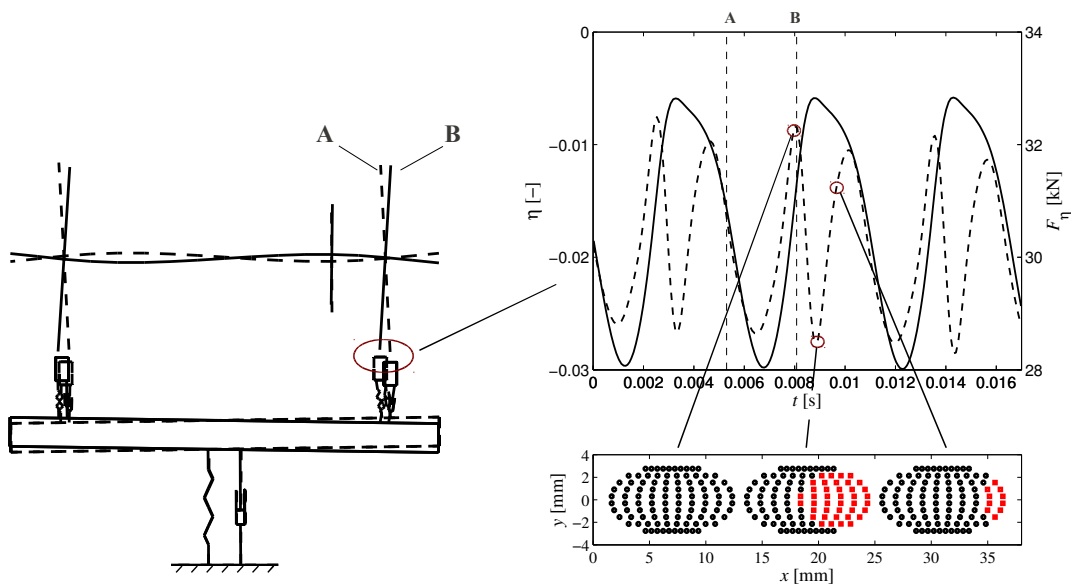 A B
A B
0 34
−0.01 32
−0.02 30
−0.03 28
η [−]
F_η [kN]
0 0.002 0.004 0.006 0.008 0.01 0.012 0.014 0.016
t [s]
4
2
0
−2
−4
y [mm]
0 5 10 15 20 25 30 35
x [mm]